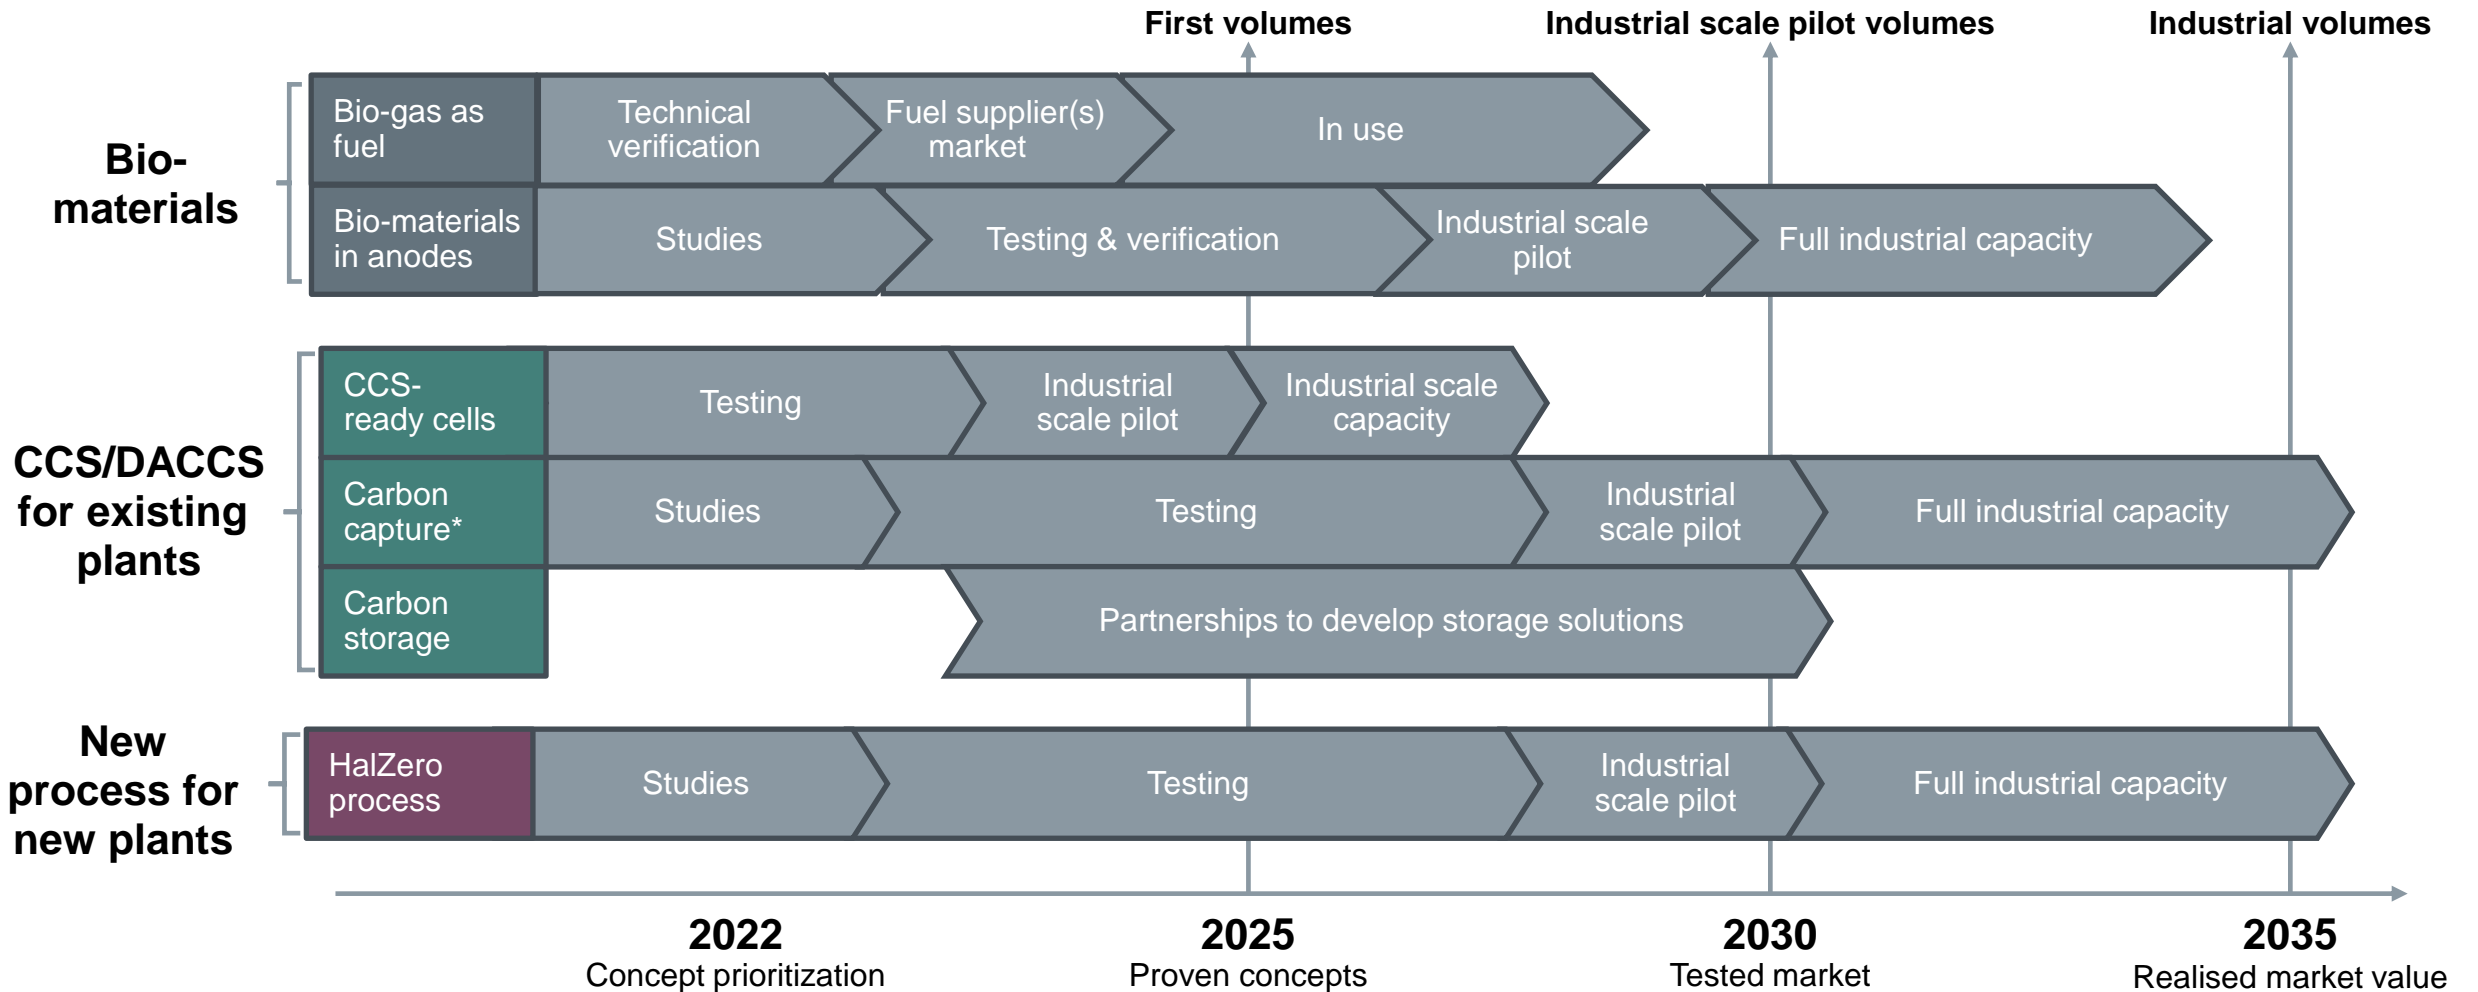 First volumes
Industrial scale pilot volumes
Industrial volumes
Bio-
materials
Bio-gas as
fuel
Technical
verification
Fuel supplier(s)
market
In use
Bio-materials
in anodes
Studies
Testing & verification
Industrial scale
pilot
Full industrial capacity
CCS/DACCS
for existing
plants
CCS-
ready cells
Testing
Industrial
scale pilot
Industrial scale
capacity
Carbon
capture*
Studies
Testing
Industrial
scale pilot
Full industrial capacity
Carbon
storage
Partnerships to develop storage solutions
New
process for
new plants
HalZero
process
Studies
Testing
Industrial
scale pilot
Full industrial capacity
2022
Concept prioritization
2025
Proven concepts
2030
Tested market
2035
Realised market value